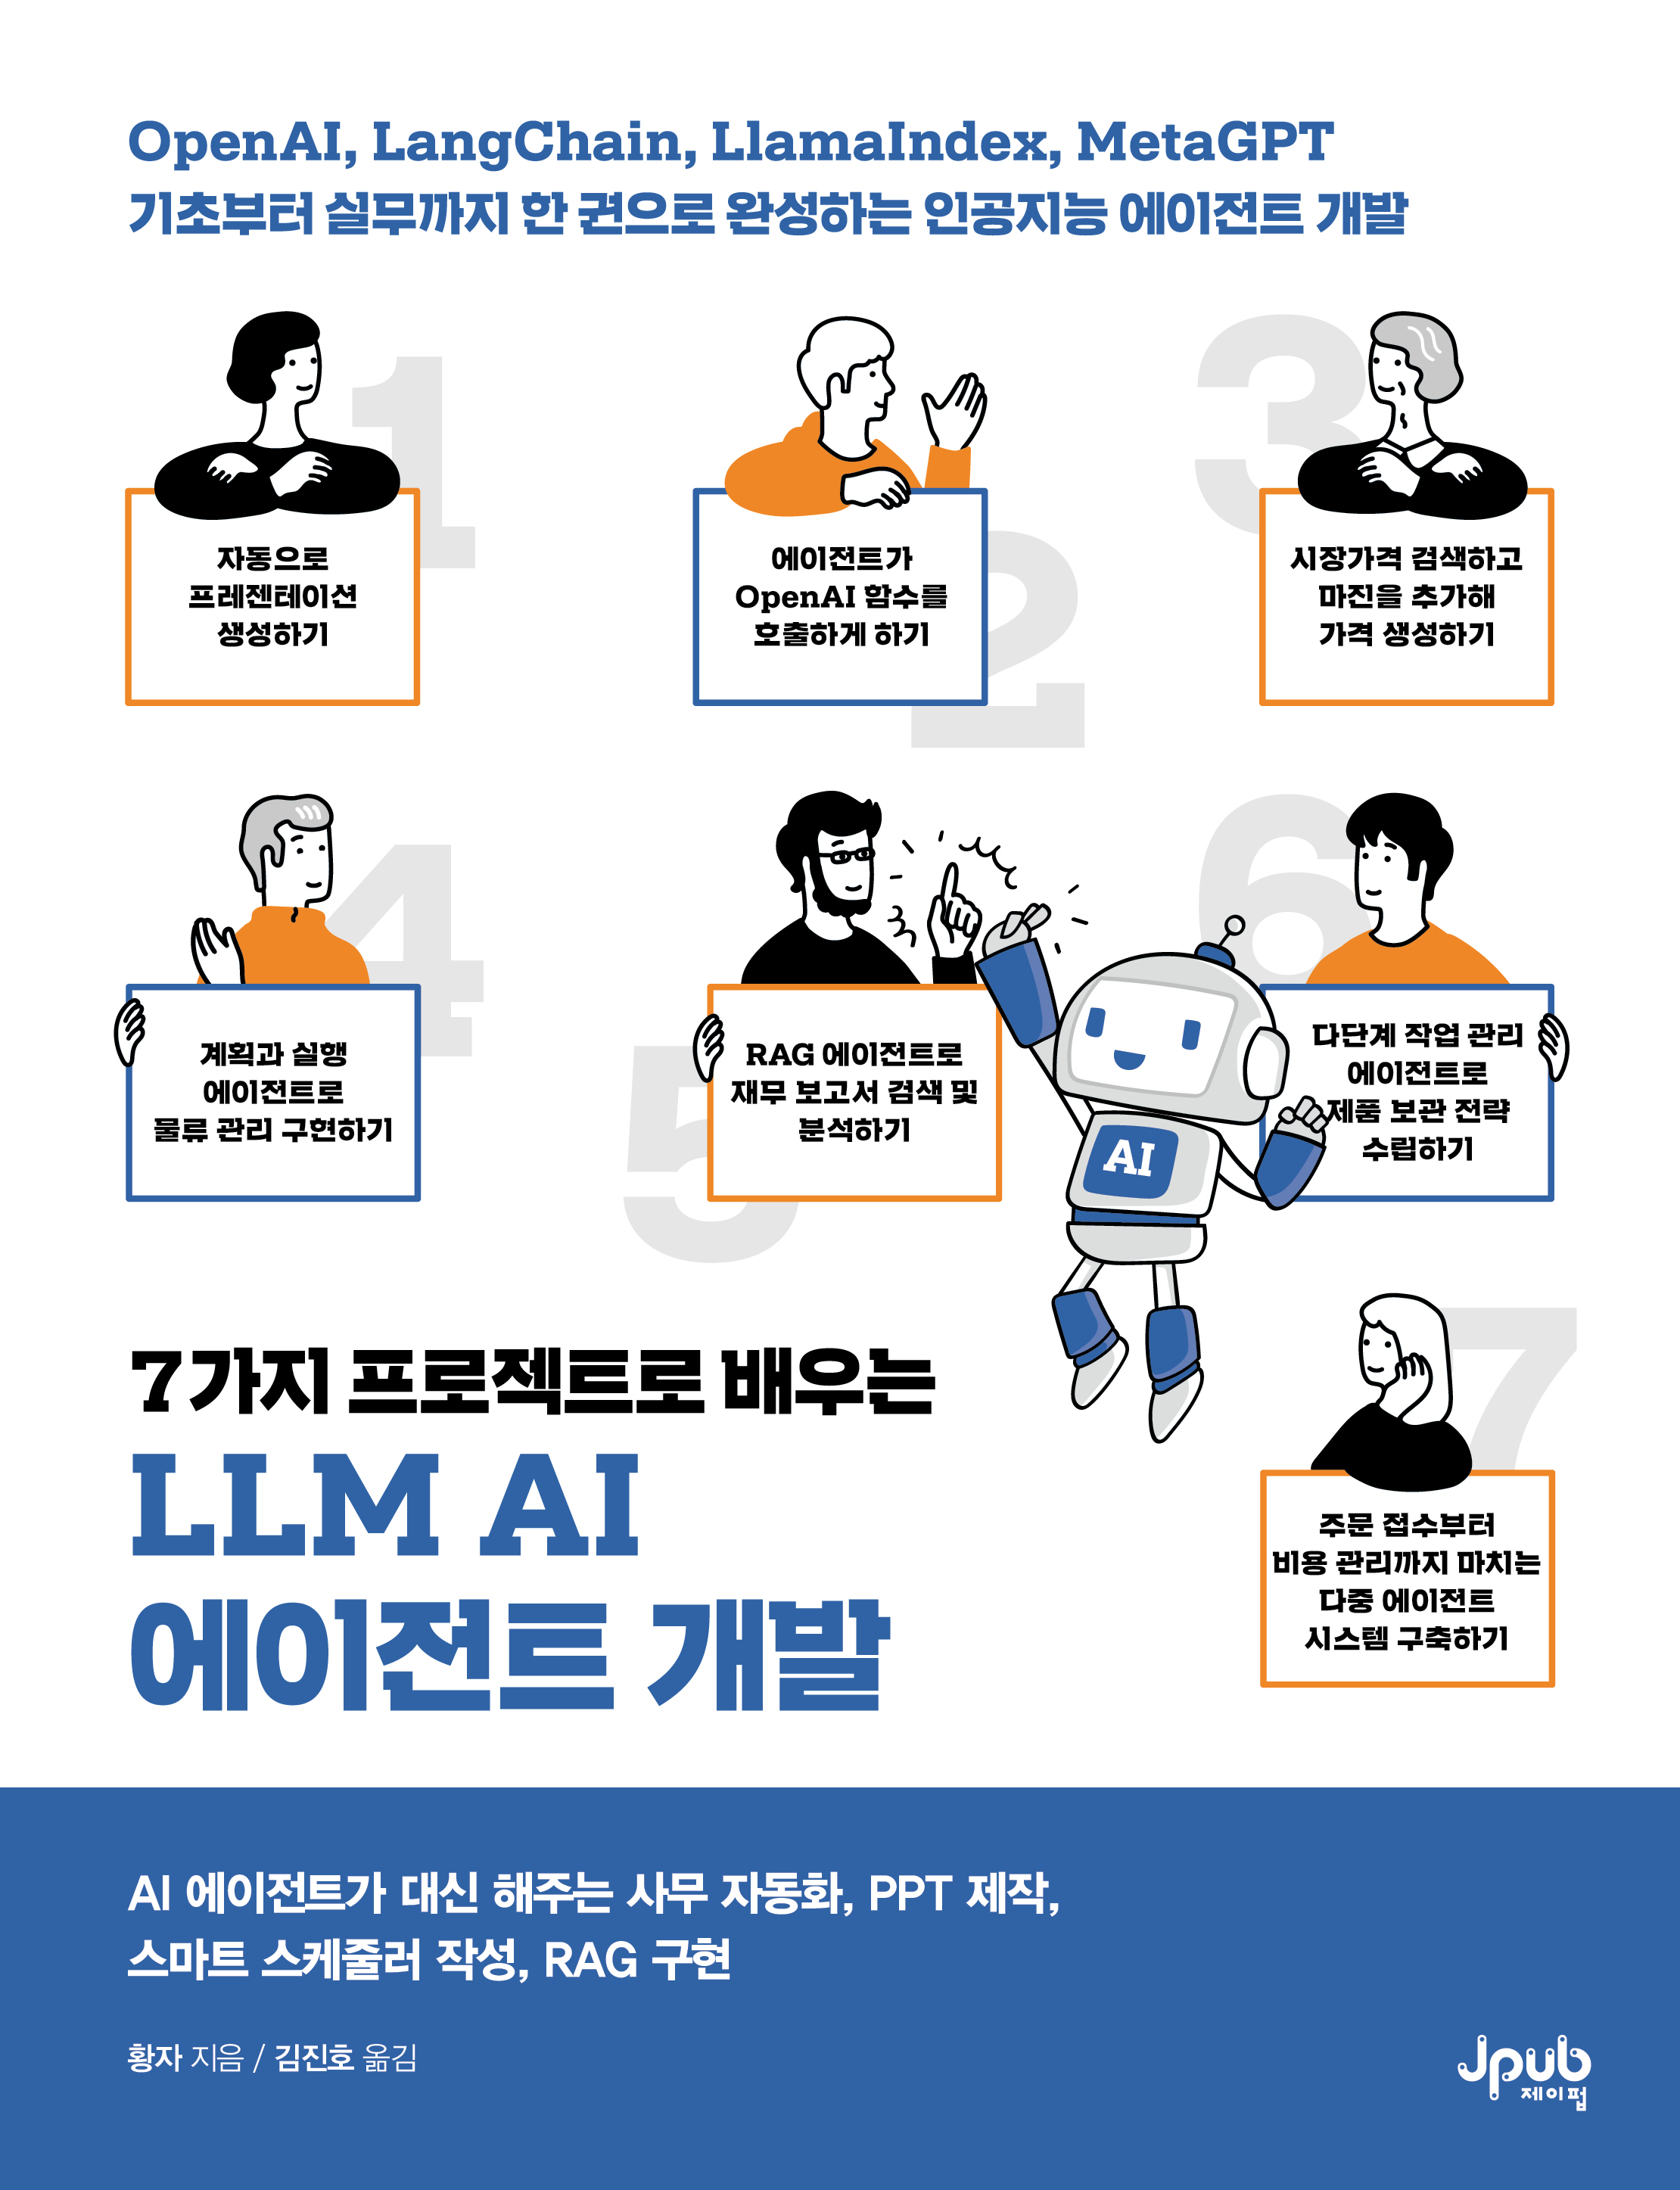 OpenAI, LangChain, LlamaIndex, MetaGPT
기초부터 실무까지 한 권으로 완성하는 인공지능 에이전트 개발
1
자동으로
프레젠테이션
생성하기
2
에이전트가
OpenAI 함수를
호출하게 하기
3
시장가격 검색하고
마진을 추가해
가격 생성하기
4
계획과 실행
에이전트로
물류 관리 구현하기
5
RAG 에이전트로
재무 보고서 검색 및
분석하기
6
다단계 작업 관리
에이전트로
제품 보관 전략
수립하기
AI
7
주문 접수부터
비용 관리까지 마치는
다중 에이전트
시스템 구축하기
7가지 프로젝트로 배우는
LLM AI
에이전트 개발
AI 에이전트가 대신 해주는 사무 자동화, PPT 제작,
스마트 스케줄러 작성, RAG 구현
황자 지음 / 김진호 옮김
Jpub
제이펍